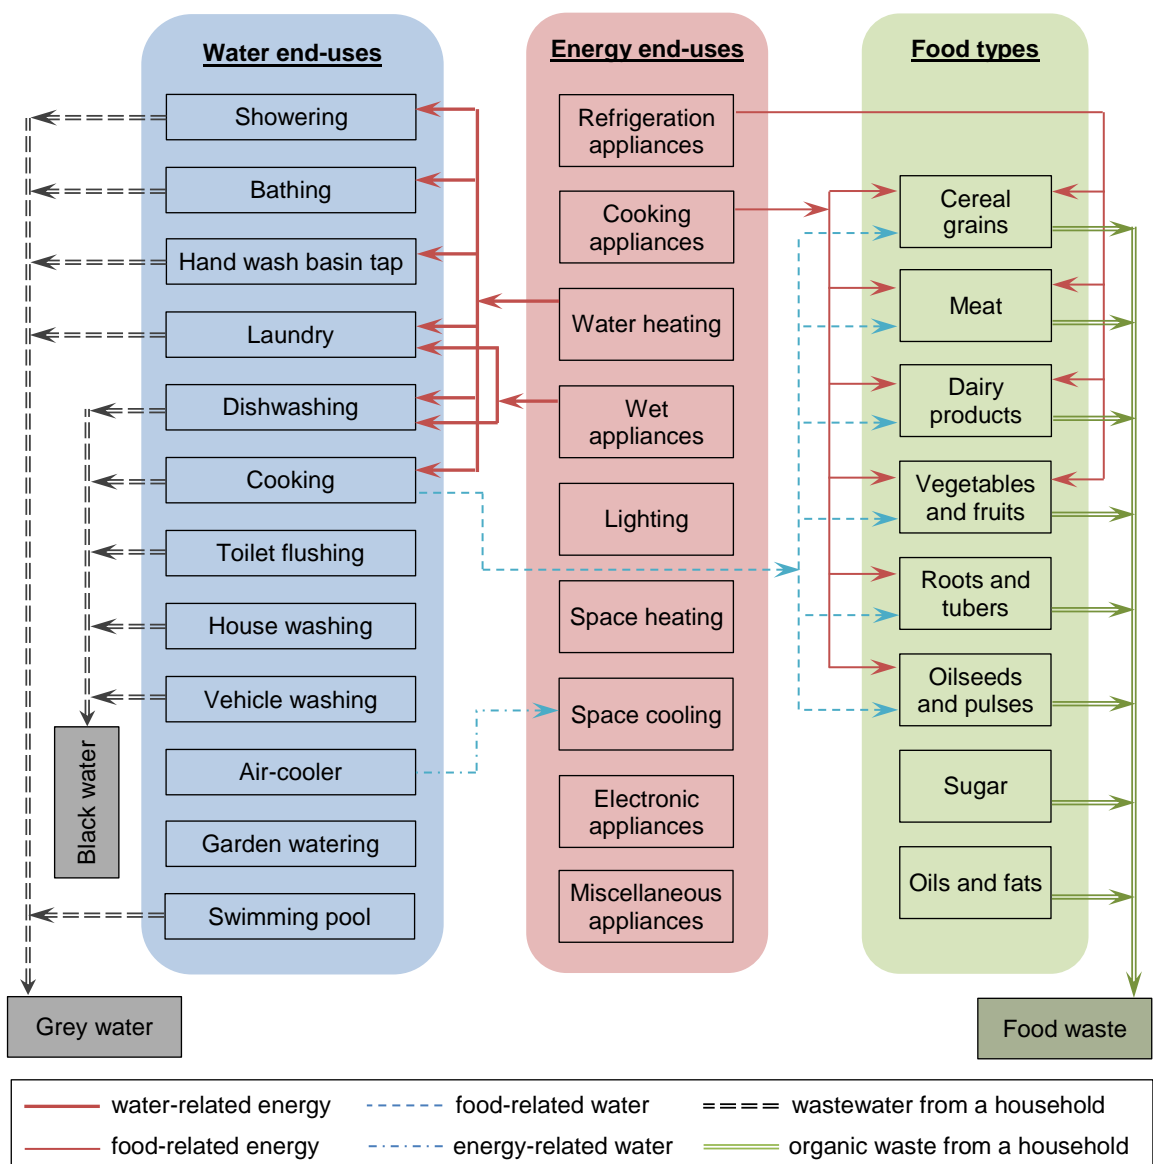 Water end-uses
Showering
Bathing
Hand wash basin tap
Laundry
Dishwashing
Cooking
Toilet flushing
House washing
Vehicle washing
Air-cooler
Garden watering
Swimming pool
Black water
Grey water
Energy end-uses
Refrigeration
appliances
Cooking
appliances
Water heating
Wet
appliances
Lighting
Space heating
Space cooling
Electronic
appliances
Miscellaneous
appliances
Food types
Cereal
grains
Meat
Dairy
products
Vegetables
and fruits
Roots and
tubers
Oilseeds
and pulses
Sugar
Oils and fats
Food waste
water-related energy
food-related water
wastewater from a household
food-related energy
energy-related water
organic waste from a household